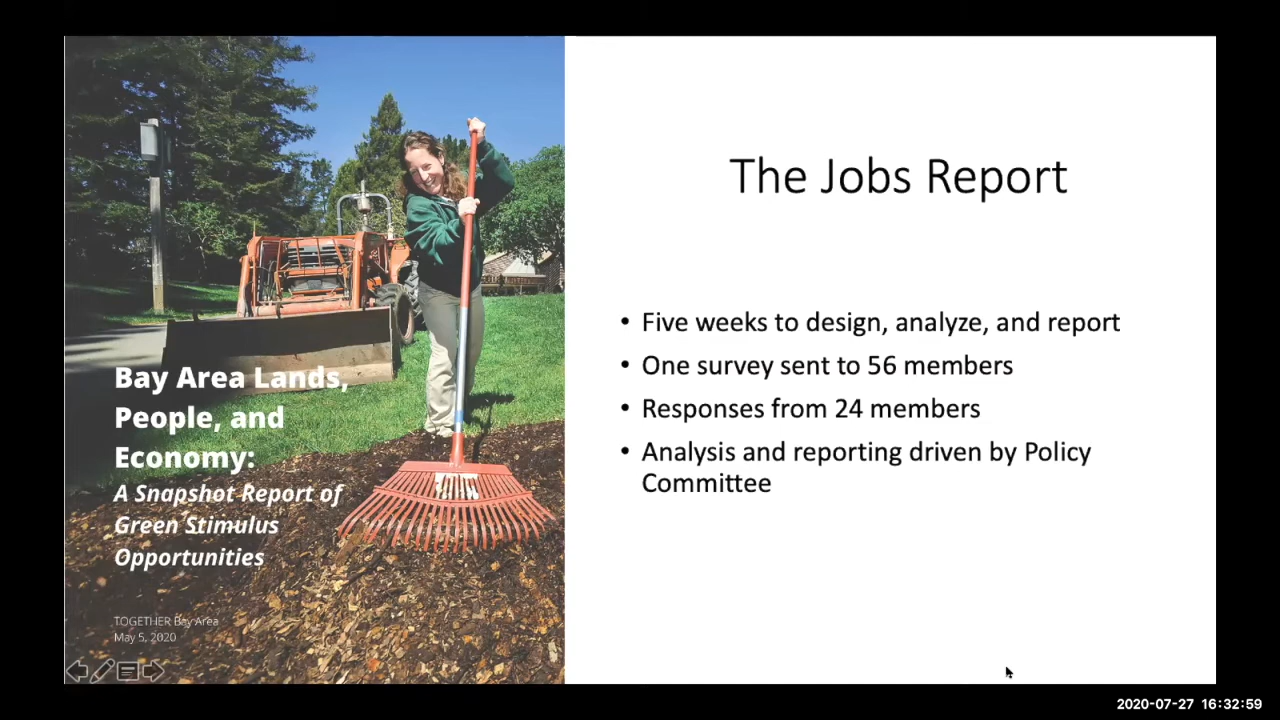 Bay Area Lands,
People, and
Economy:
A Snapshot Report of
Green Stimulus
Opportunities
TOGETHER Bay Area
May 5, 2020
The Jobs Report
• Five weeks to design, analyze, and report
• One survey sent to 56 members
• Responses from 24 members
• Analysis and reporting driven by Policy
Committee
2020-07-27 16:32:59